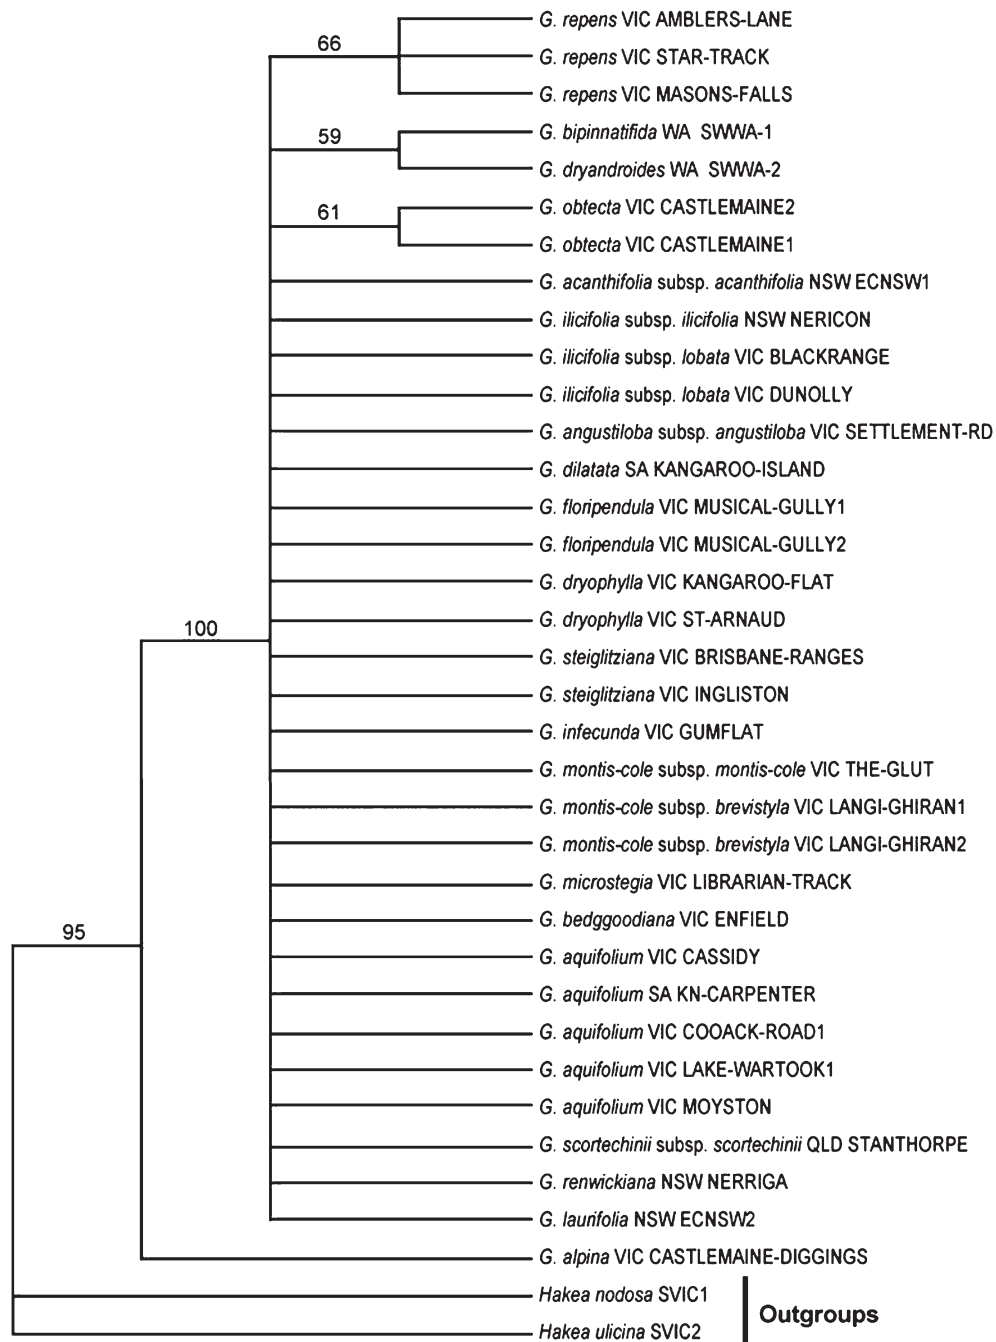 G. repens VIC AMBLERS-LANE
66
G. repens VIC STAR-TRACK
G. repens VIC MASONS-FALLS
G. bipinnatifida WA SWWA-1
59
G. dryandroides WA SWWA-2
G. obtecta VIC CASTLEMAINE2
61
G. obtecta VIC CASTLEMAINE1
G. acanthifolia subsp. acanthifolia NSW ECNSW1
G. ilicifolia subsp. ilicifolia NSW NERICON
G. ilicifolia subsp. lobata VIC BLACKRANGE
G. ilicifolia subsp. lobata VIC DUNOLLY
G. angustiloba subsp. angustiloba VIC SETTLEMENT-RD
G. dilatata SA KANGAROO-ISLAND
G. floripendula VIC MUSICAL-GULLY1
G. floripendula VIC MUSICAL-GULLY2
G. dryophylla VIC KANGAROO-FLAT
G. dryophylla VIC ST-ARNAUD
100
G. steiglitziana VIC BRISBANE-RANGES
G. steiglitziana VIC INGLISTON
G. infecunda VIC GUMFLAT
G. montis-cole subsp. montis-cole VIC THE-GLUT
G. montis-cole subsp. brevistyla VIC LANGI-GHIRAN1
G. montis-cole subsp. brevistyla VIC LANGI-GHIRAN2
G. microstegia VIC LIBRARIAN-TRACK
G. bedggoodiana VIC ENFIELD
95
G. aquifolium VIC CASSIDY
G. aquifolium SA KN-CARPENTER
G. aquifolium VIC COOACK-ROAD1
G. aquifolium VIC LAKE-WARTOOK1
G. aquifolium VIC MOYSTON
G. scortechinii subsp. scortechinii QLD STANTHORPE
G. renwickiana NSW NERRIGA
G. laurifolia NSW ECNSW2
G. alpina VIC CASTLEMAINE-DIGGINGS
Hakea nodosa SVIC1
Outgroups
Hakea ulicina SVIC2